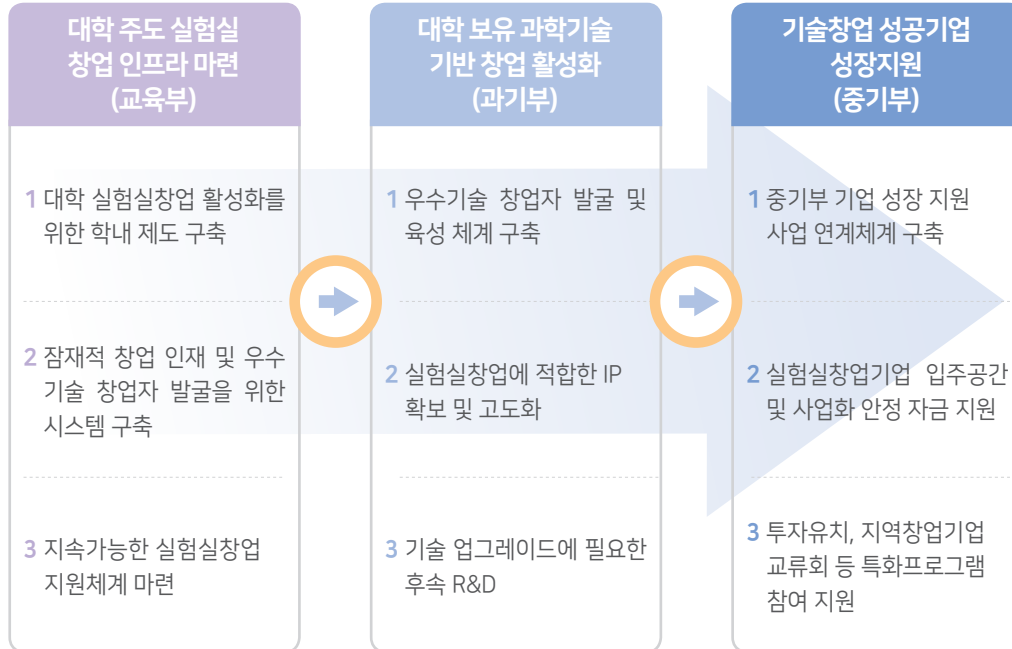 대학 주도 실험실
창업 인프라 마련
(교육부)
1 대학 실험실창업 활성화를
위한 학내 제도 구축
2 잠재적 창업 인재 및 우수
기술 창업자 발굴을 위한
시스템 구축
3 지속가능한 실험실창업
지원체계 마련
대학 보유 과학기술
기반 창업 활성화
(과기부)
1 우수기술 창업자 발굴 및
육성 체계 구축
2 실험실창업에 적합한 IP
확보 및 고도화
3 기술 업그레이드에 필요한
후속 R&D
기술창업 성공기업
성장지원
(중기부)
1 중기부 기업 성장 지원
사업 연계체계 구축
2 실험실창업기업 입주공간
및 사업화 안정 자금 지원
3 투자유치, 지역창업기업
교류회 등 특화프로그램
참여 지원